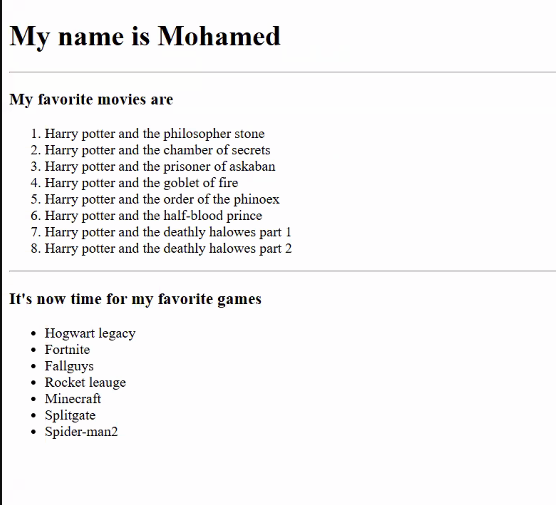 My name is Mohamed
My favorite movies are
1. Harry potter and the philosopher stone
2. Harry potter and the chamber of secrets
3. Harry potter and the prisoner of askaban
4. Harry potter and the goblet of fire
5. Harry potter and the order of the phinoex
6. Harry potter and the half-blood prince
7. Harry potter and the deathly halowes part 1
8. Harry potter and the deathly halowes part 2
It's now time for my favorite games
• Hogwart legacy
• Fortnite
• Fallguys
• Rocket leauge
• Minecraft
• Splitgate
• Spider-man2